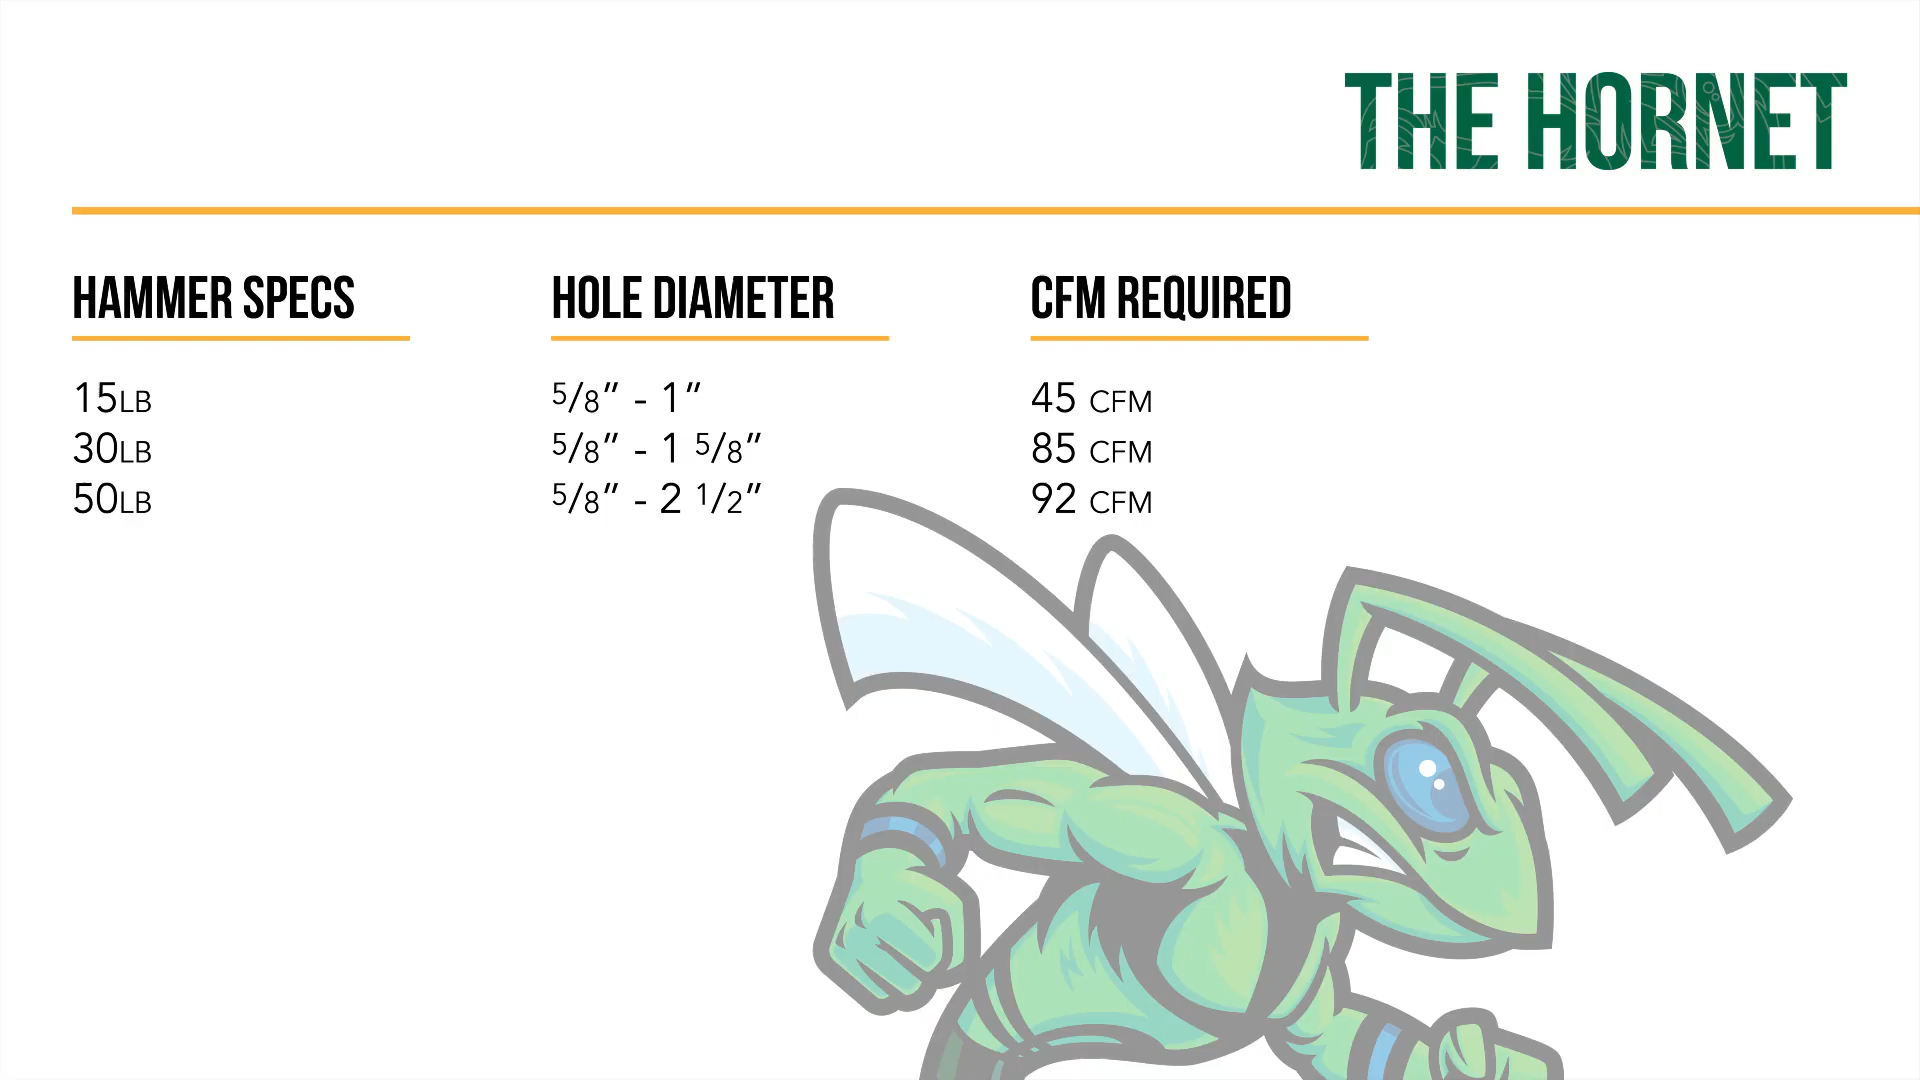 THE HORNET
HAMMER SPECS HOLE DIAMETER CFM REQUIRED
15LB 5/8” - 1” 45 CFM
30LB 5/8” - 1 5/8” 85 CFM
50LB 5/8” - 2 1/2” 92 CFM